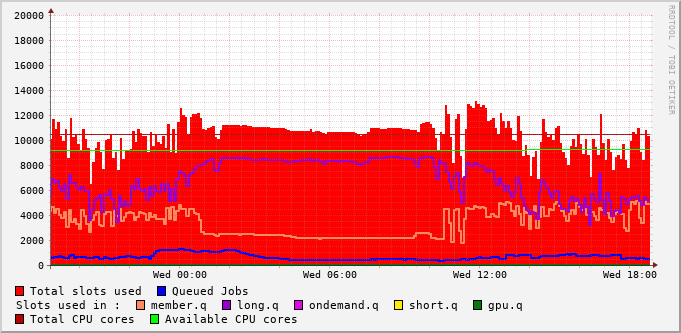 20000
18000
16000
14000
12000
10000
8000
6000
4000
2000
0
RRDTOOL / TOBI OETIKER
Wed 00:00 Wed 06:00 Wed 12:00 Wed 18:00
Total slots used Queued Jobs
Slots used in : member.q long.q ondemand.q short.q gpu.q
Total CPU cores Available CPU cores